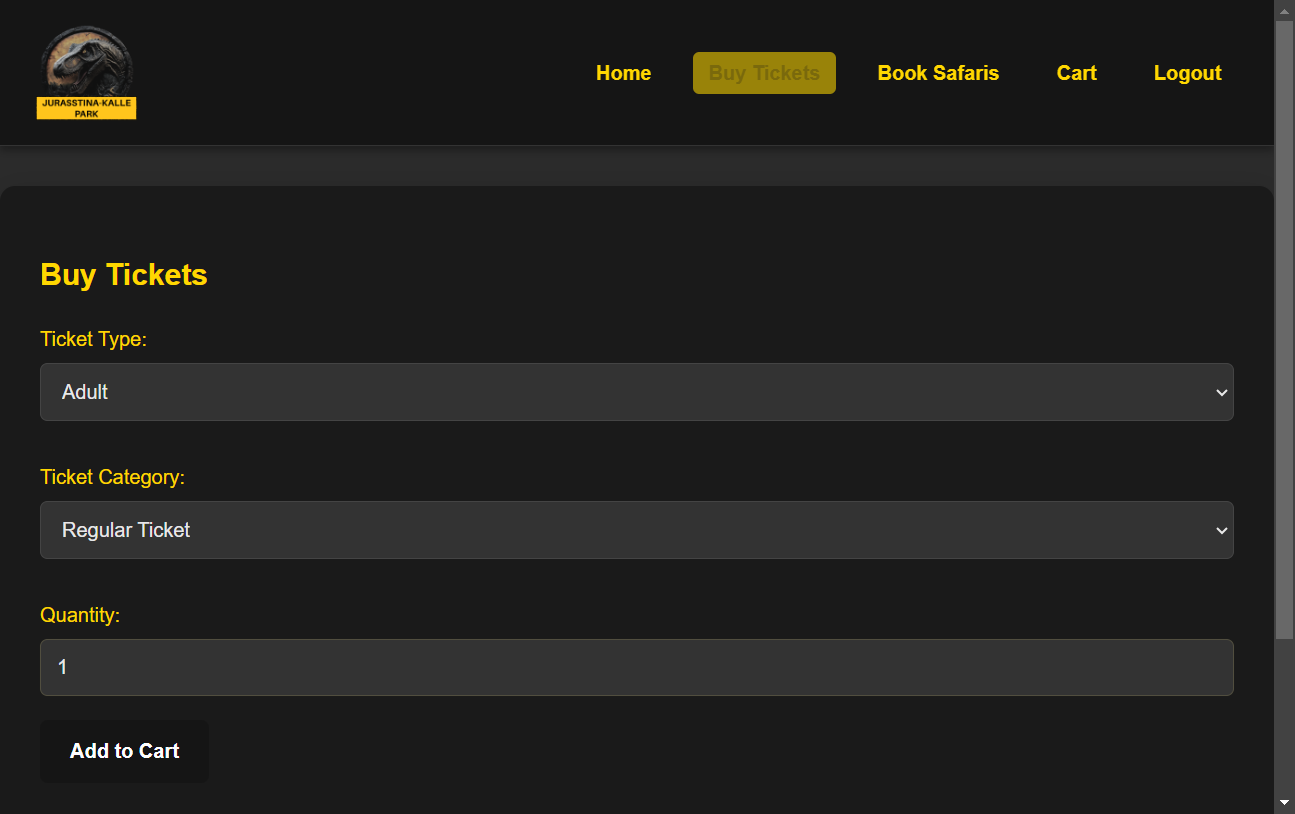 JURASSTINA-KALLE
PARK
Home
Buy Tickets
Book Safaris
Cart
Logout
Buy Tickets
Ticket Type:
Adult
Ticket Category:
Regular Ticket
Quantity:
1
Add to Cart